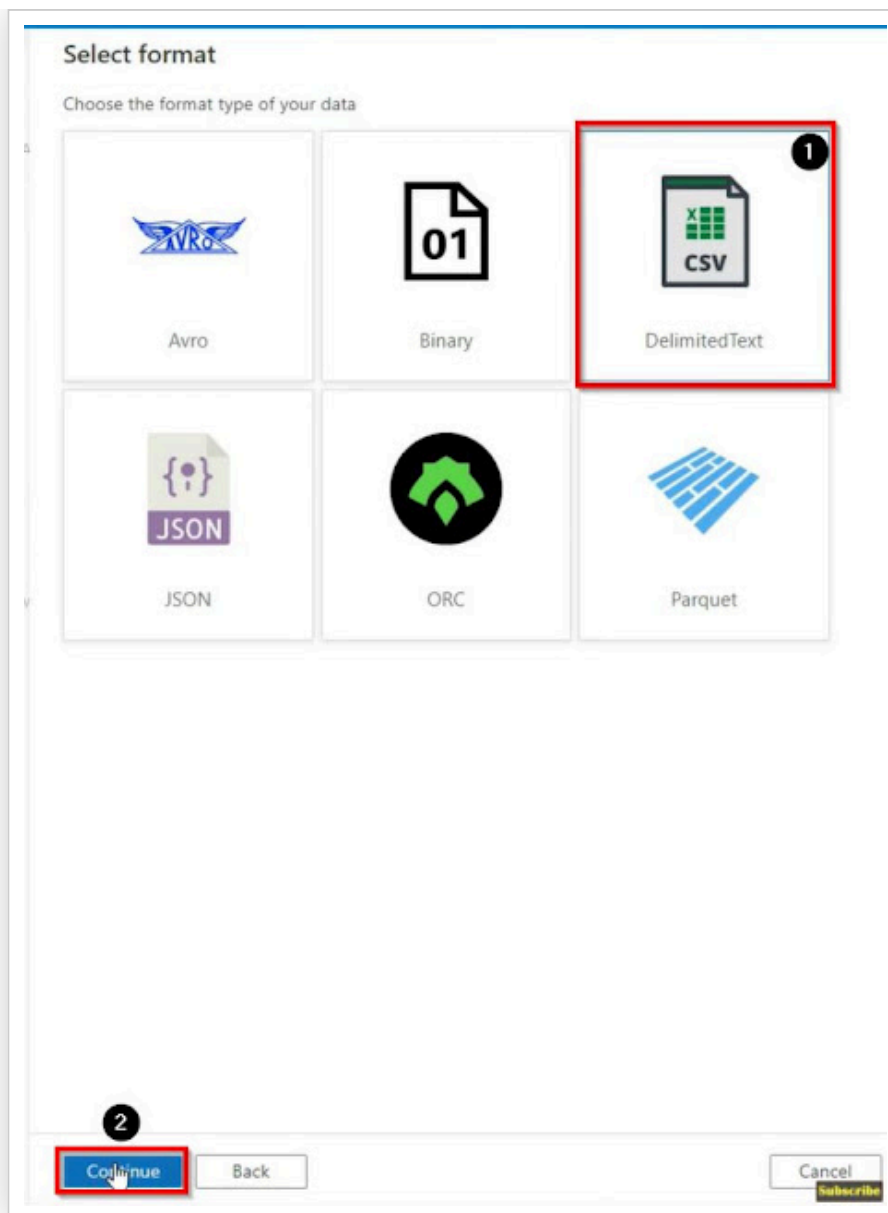 Select format
Choose the format type of your data
1
AVRO
01
X
CSV
Avro
Binary
DelimitedText
{;}
JSON
JSON
ORC
Parquet
2
Continue
Back
Cancel
Subscribe